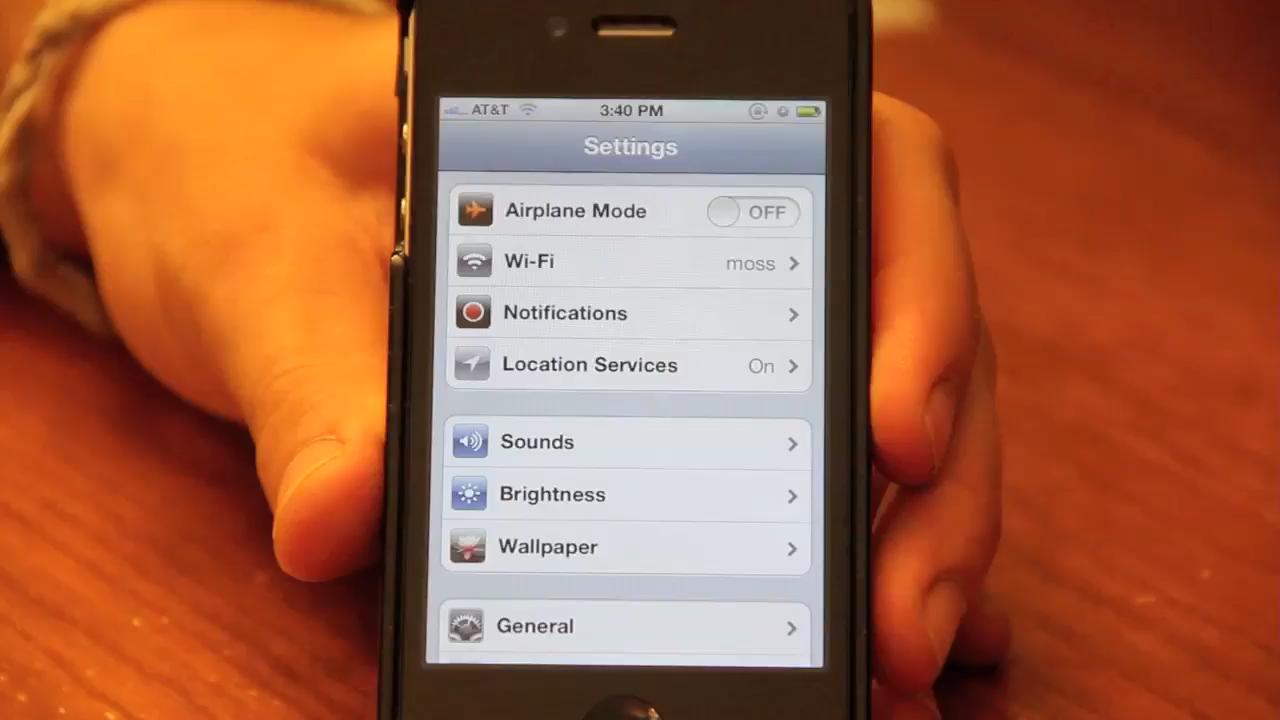 AT&T 3:40 PM
Settings
Airplane Mode OFF
Wi-Fi moss
Notifications
Location Services On
Sounds
Brightness
Wallpaper
General